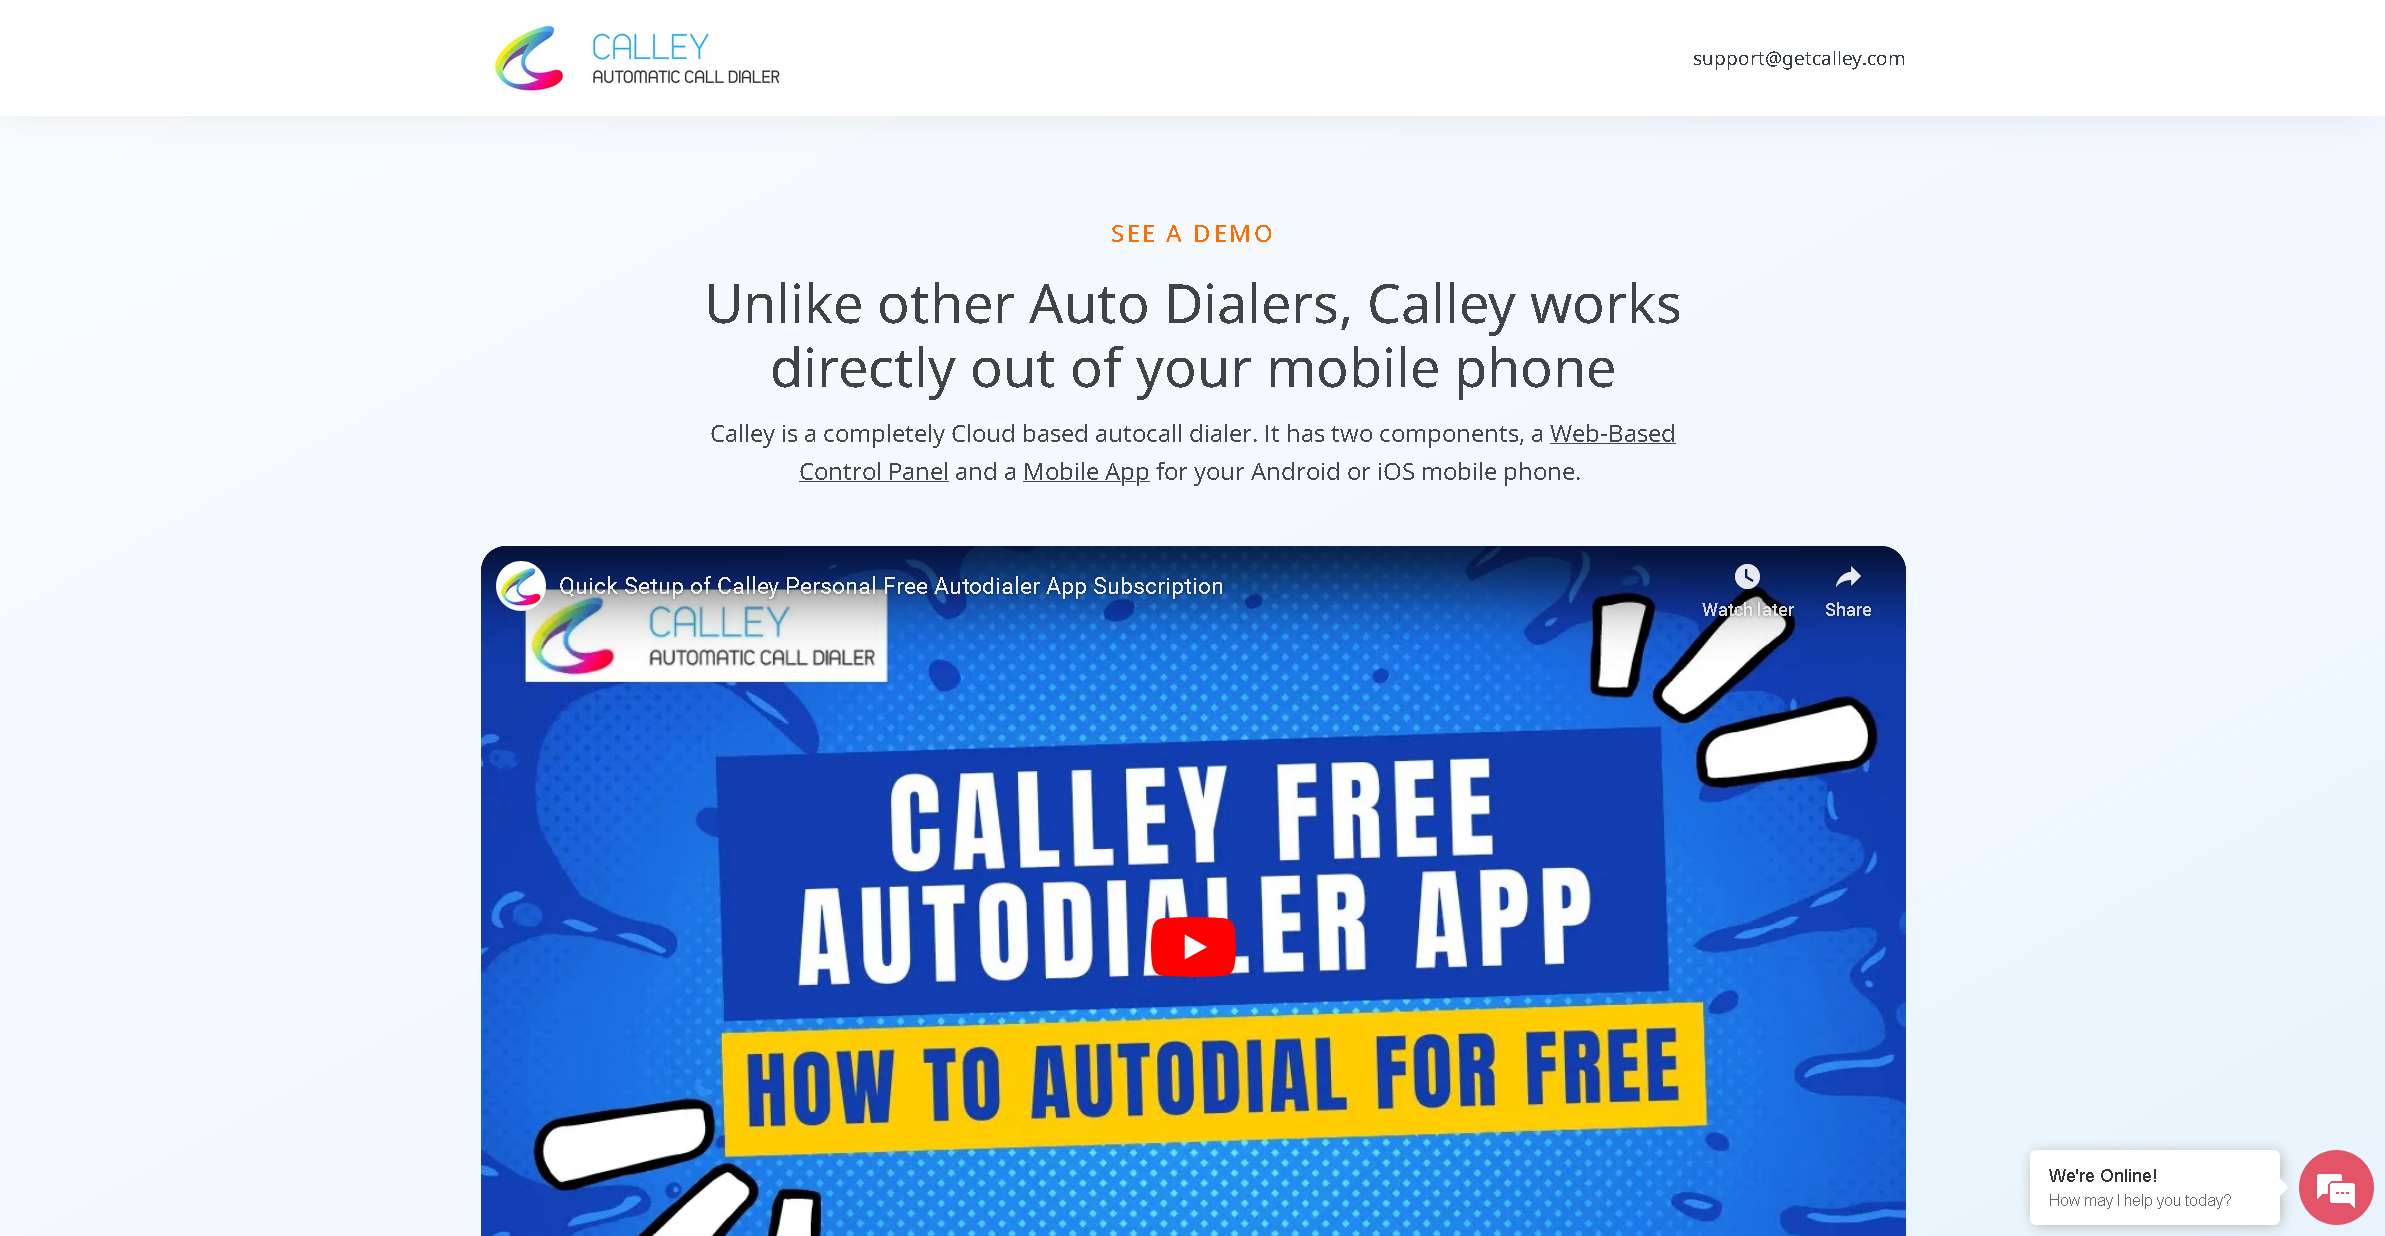 CALLEY
AUTOMATIC CALL DIALER
support@getcalley.com
SEE A DEMO
Unlike other Auto Dialers, Calley works
directly out of your mobile phone
Calley is a completely Cloud based autocall dialer. It has two components, a Web-Based
Control Panel and a Mobile App for your Android or iOS mobile phone.
Quick Setup of Calley Personal Free Autodialer App Subscription
Watch later
Share
CALLEY
AUTOMATIC CALL DIALER
CALLEY FREE
AUTODIALER APP
HOW TO AUTODIAL FOR FREE
We're Online!
How may I help you today?